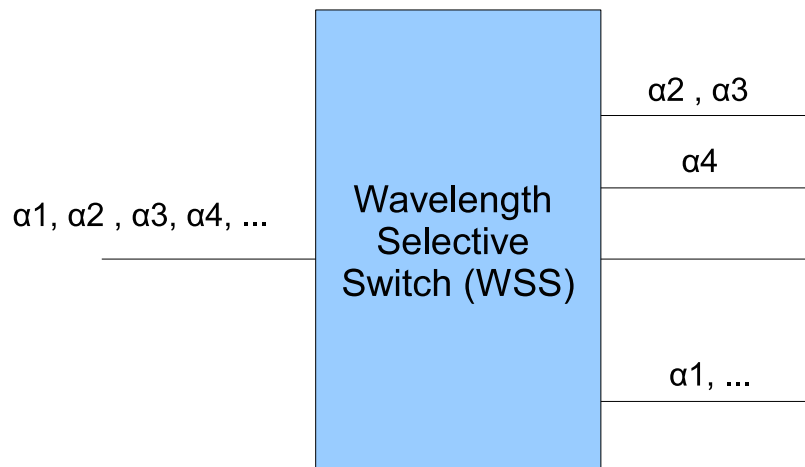 α1, α2 , α3, α4, ...
Wavelength
Selective
Switch (WSS)
α2 , α3
α4
α1, ...